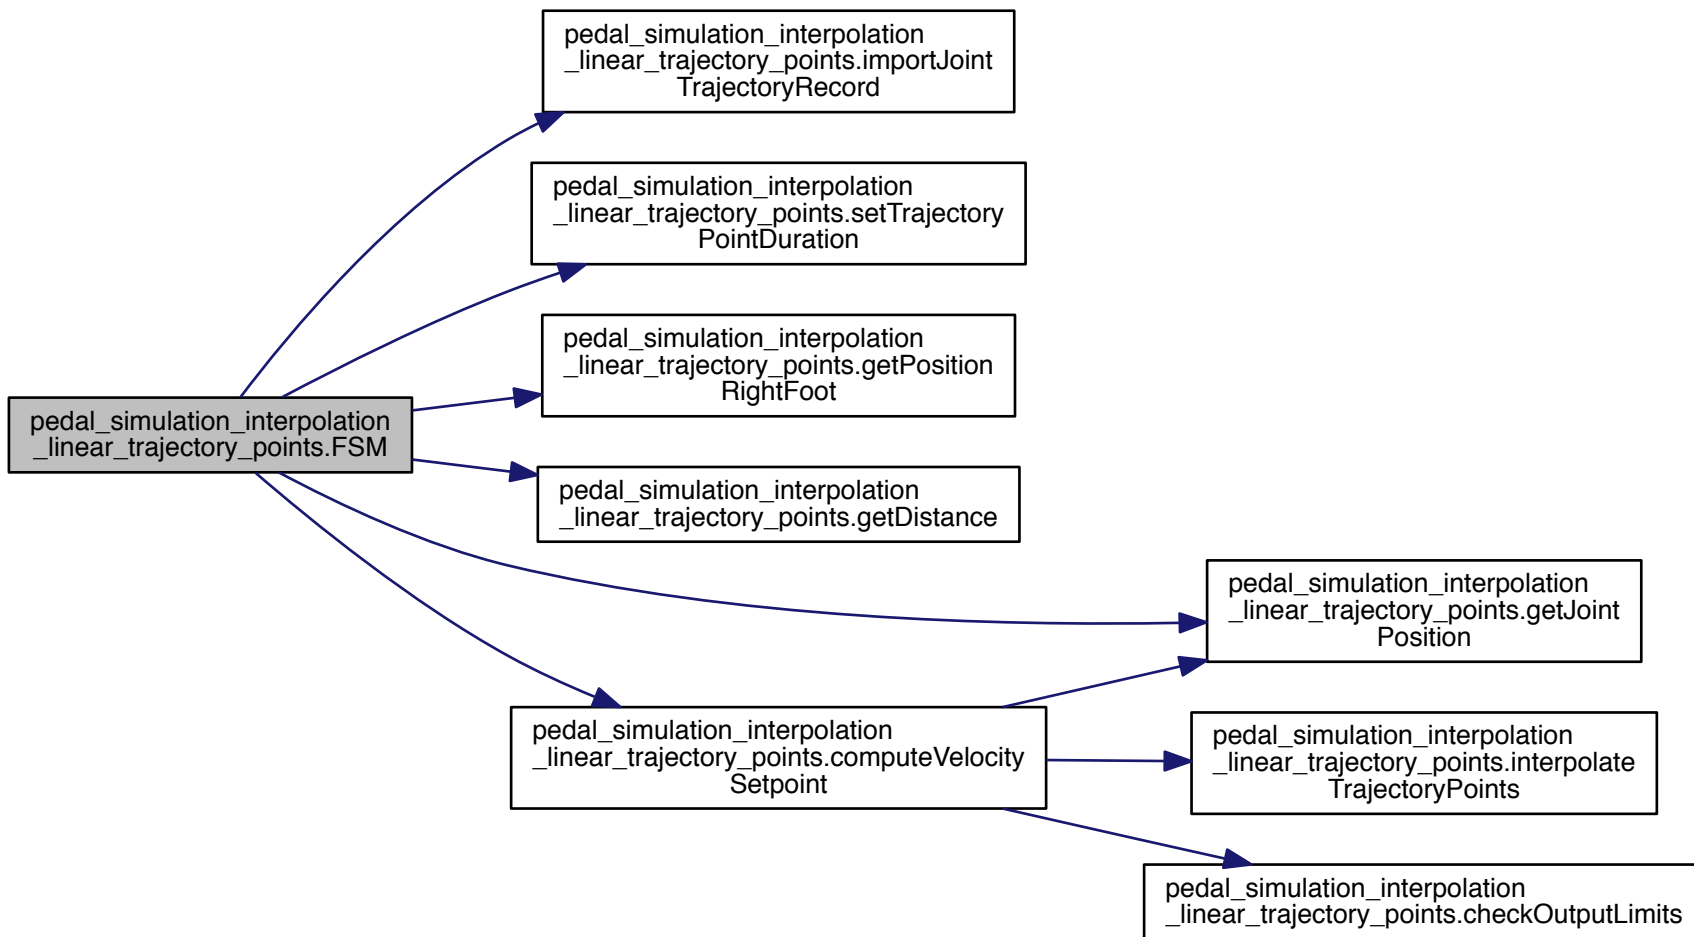 pedal_simulation_interpolation
_linear_trajectory_points.importJoint
TrajectoryRecord
pedal_simulation_interpolation
_linear_trajectory_points.setTrajectory
PointDuration
pedal_simulation_interpolation
_linear_trajectory_points.getPosition
RightFoot
pedal_simulation_interpolation
_linear_trajectory_points.FSM
pedal_simulation_interpolation
_linear_trajectory_points.getDistance
pedal_simulation_interpolation
_linear_trajectory_points.getJoint
Position
pedal_simulation_interpolation
_linear_trajectory_points.computeVelocity
Setpoint
pedal_simulation_interpolation
_linear_trajectory_points.interpolate
TrajectoryPoints
pedal_simulation_interpolation
_linear_trajectory_points.checkOutputLimits